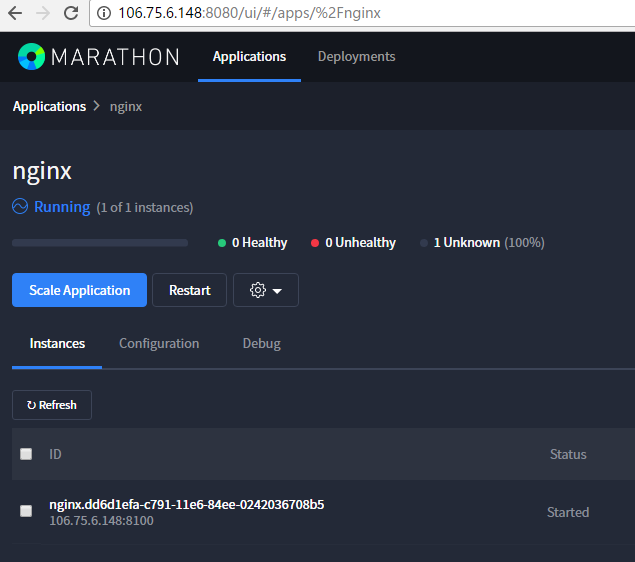 106.75.6.148:8080/ui/#/apps/%2Fnginx
MARATHON Applications Deployments
Applications > nginx
nginx
Running (1 of 1 instances)
0 Healthy 0 Unhealthy 1 Unknown (100%)
Scale Application Restart
Instances Configuration Debug
↻ Refresh
ID Status
nginx.dd6d1efa-c791-11e6-84ee-0242036708b5
106.75.6.148:8100 Started